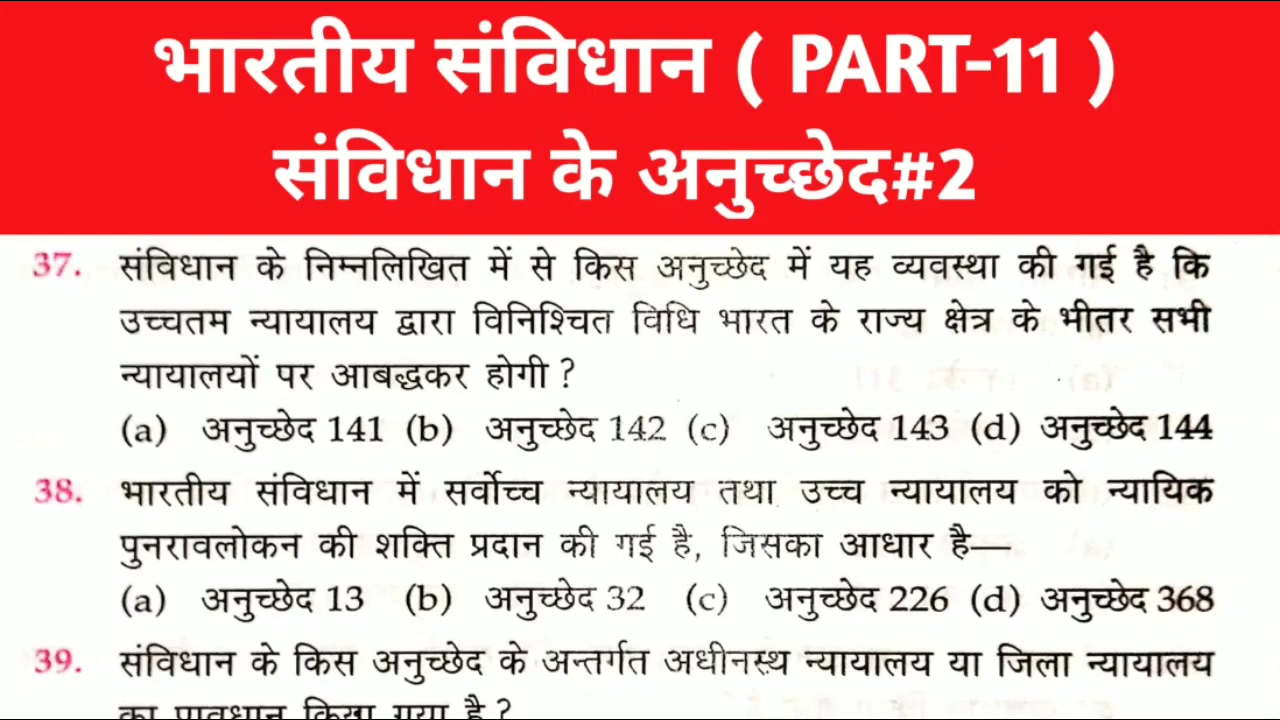 भारतीय संविधान ( PART-11 )
संविधान के अनुच्छेद#2
37. संविधान के निम्नलिखित में से किस अनुच्छेद में यह व्यवस्था की गई है कि
उच्चतम न्यायालय द्वारा विनिश्चित विधि भारत के राज्य क्षेत्र के भीतर सभी
न्यायालयों पर आबद्धकर होगी ?
(a) अनुच्छेद 141 (b) अनुच्छेद 142 (c) अनुच्छेद 143 (d) अनुच्छेद 144
38. भारतीय संविधान में सर्वोच्च न्यायालय तथा उच्च न्यायालय को न्यायिक
पुनरावलोकन की शक्ति प्रदान की गई है, जिसका आधार है—
(a) अनुच्छेद 13 (b) अनुच्छेद 32 (c) अनुच्छेद 226 (d) अनुच्छेद 368
39. संविधान के किस अनुच्छेद के अन्तर्गत अधीनस्थ न्यायालय या जिला न्यायालय
का प्रावधान किया गया है ?